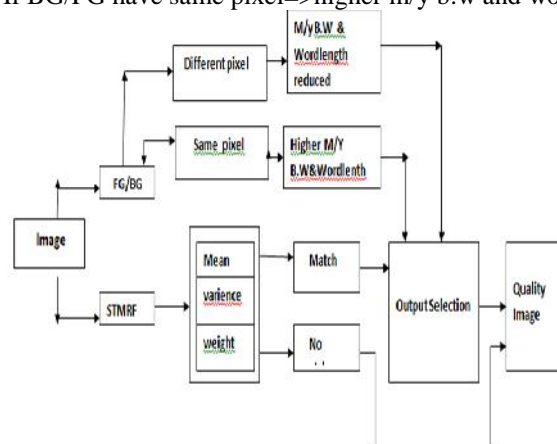 If BG/FG have same pixel=>higher m/y b.w and wo
Different pixel
M/yB.W &
Wordlength
reduced
Same pixel
Higher M/Y
B.W&Wordlenth
FG/BG
Image
STMRF
Mean
varience
weight
Match
No
Output Selection
Quality
Image